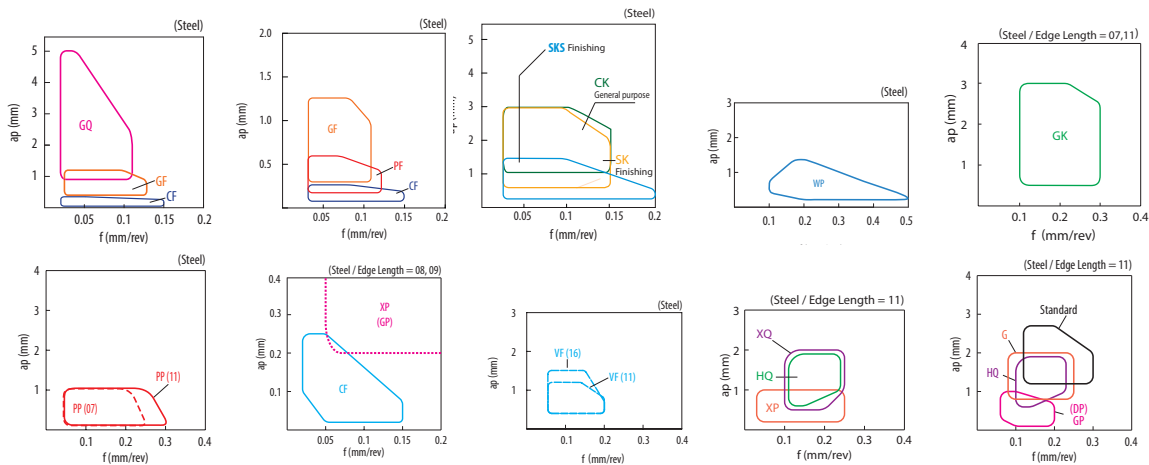 (Steel)
5
4
3
2
1
ap (mm)
GQ
GF
CF
0.05
0.1
0.15
0.2
f (mm/rev)
(Steel)
2.0
1.5
1.0
0.5
ap (mm)
GF
PF
CF
0.05
0.1
0.15
0.2
f (mm/rev)
(Steel)
5
4
3
2
1
SKS Finishing
CK
General purpose
SK
Finishing
0.05
0.1
0.15
0.2
f (mm/rev)
(Steel)
3
2
1
ap (mm)
WP
0.1
0.2
0.3
0.4
0.5
(Steel / Edge Length = 07,11)
4
3
2
1
ap (mm)
GK
0.1
0.2
0.3
0.4
f (mm/rev)
(Steel)
4
3
2
1
ap (mm)
PP (11)
PP (07)
0.1
0.2
0.3
0.4
f (mm/rev)
(Steel / Edge Length = 08, 09)
0.4
0.3
0.2
0.1
ap (mm)
XP
(GP)
CF
0.05
0.1
0.15
0.2
f (mm/rev)
(Steel)
3
2
1
ap (mm)
VF (16)
VF (11)
0.1
0.2
0.3
0.4
f (mm/rev)
(Steel / Edge Length = 11)
3
2
1
ap (mm)
XQ
HQ
XP
0.1
0.2
0.3
0.4
f (mm/rev)
(Steel / Edge Length = 11)
4
3
2
1
ap (mm)
Standard
G
HQ
(DP)
GP
0.1
0.2
0.3
0.4
f (mm/rev)